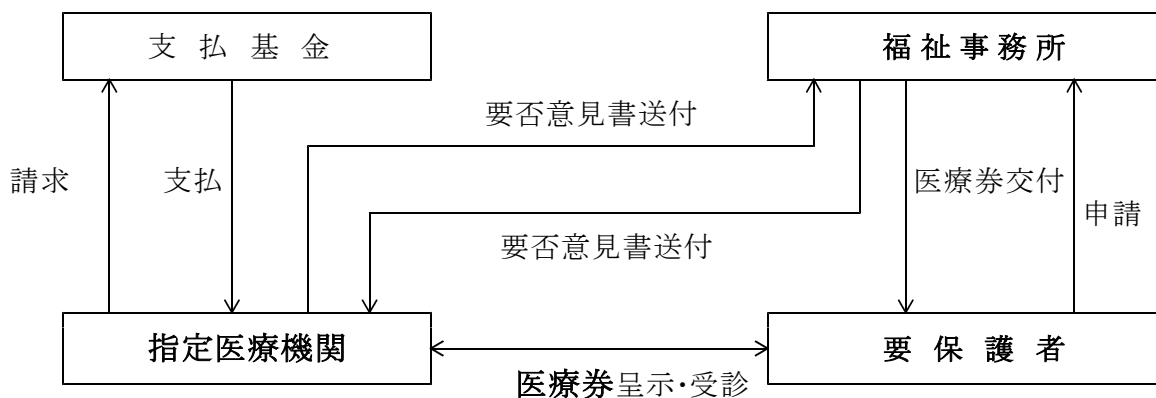 支払基金
福祉事務所
要否意見書送付
請求
支払
医療券交付
申請
要否意見書送付
指定医療機関
要保護者
医療券呈示・受診